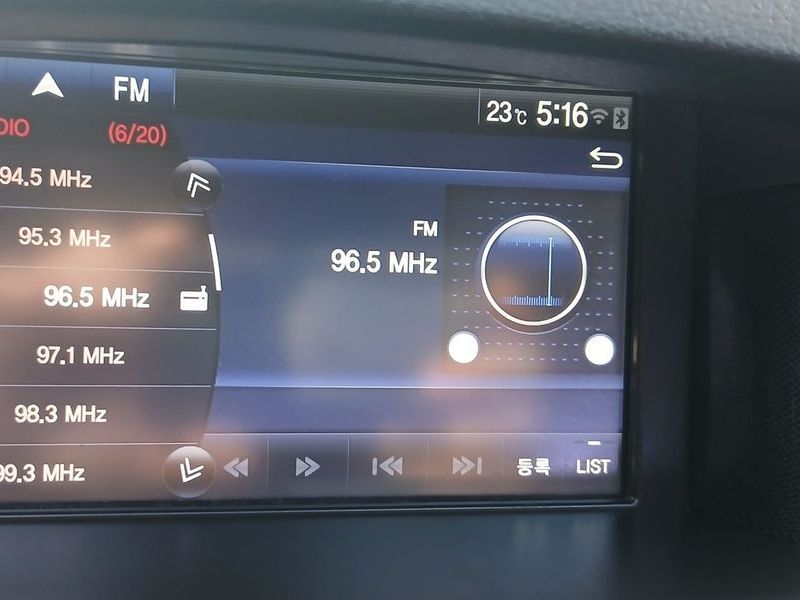 FM
23℃ 5:16
DIO (6/20)
94.5 MHz
95.3 MHz
96.5 MHz
97.1 MHz
98.3 MHz
99.3 MHz
FM
96.5 MHz
등록
LIST